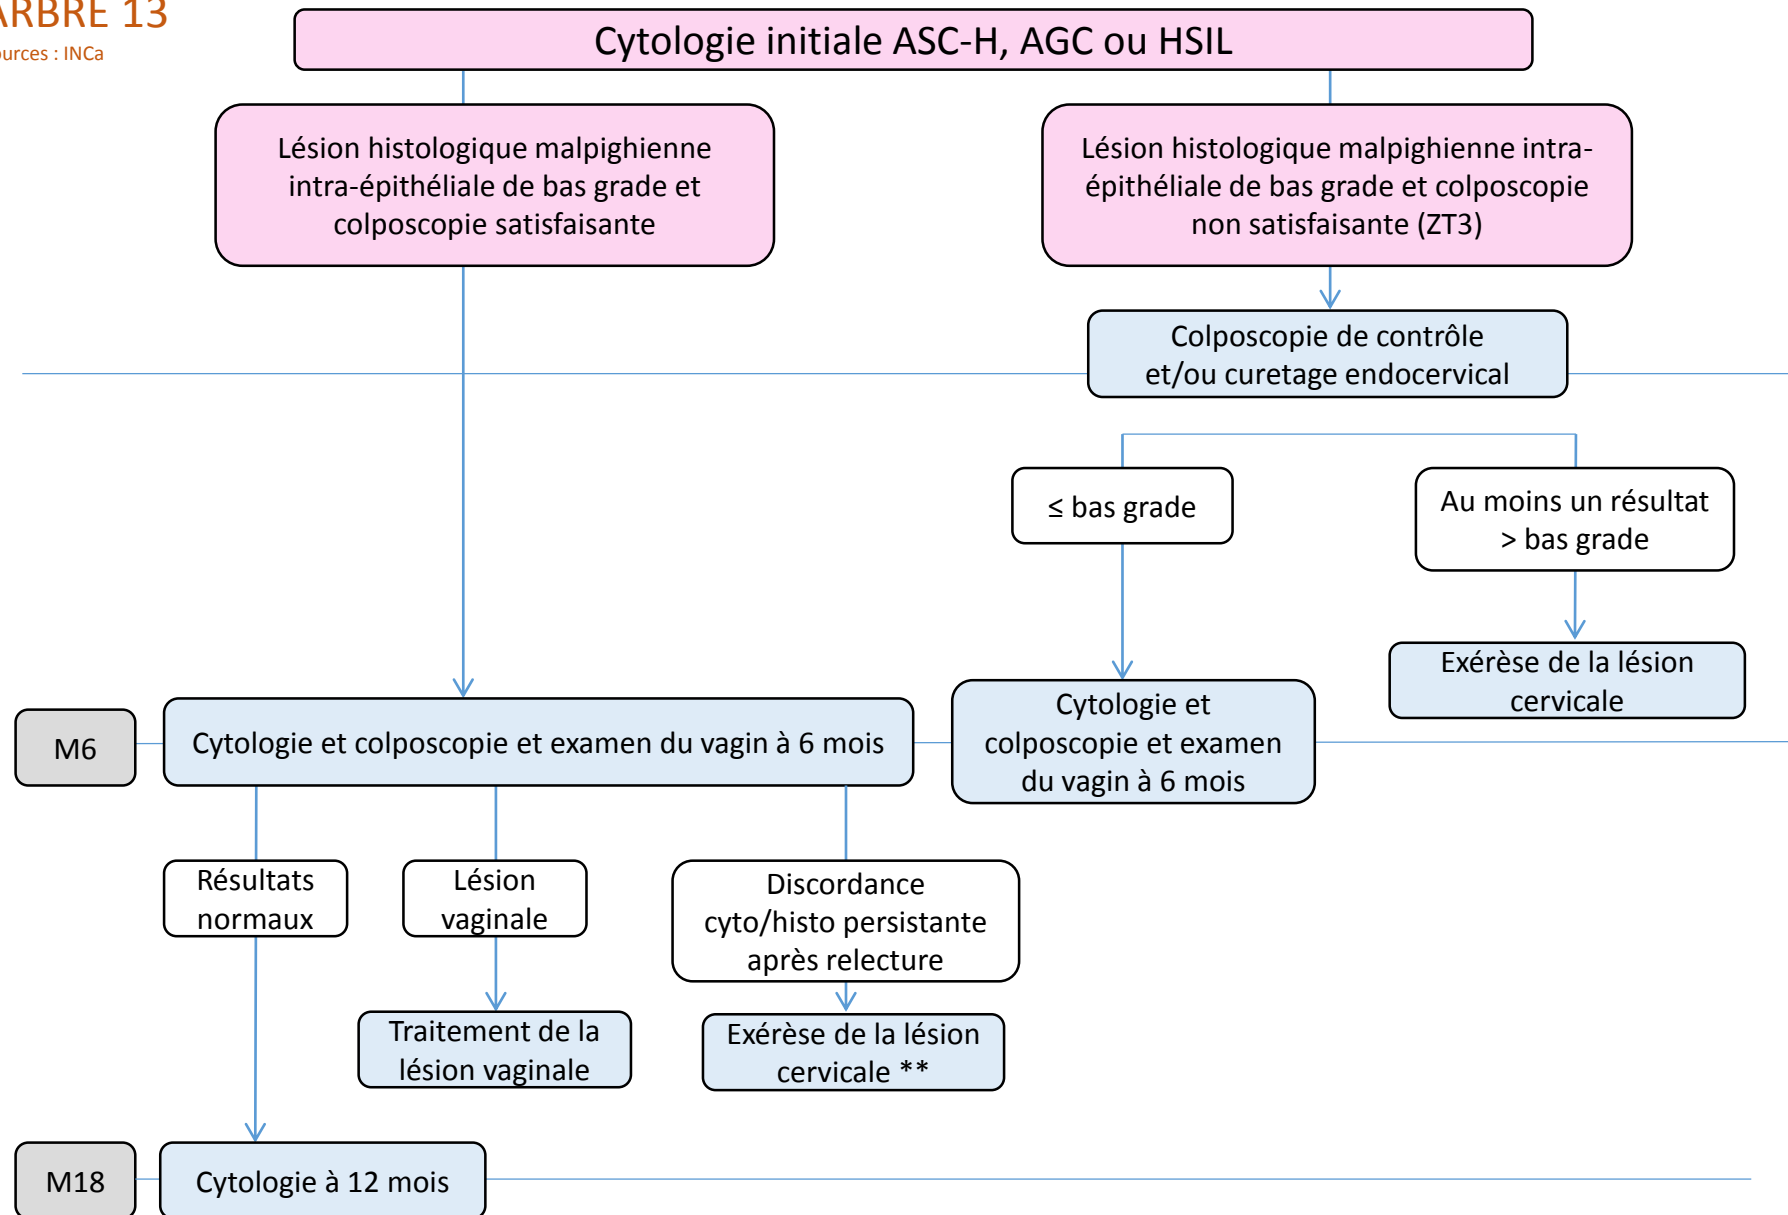 ARBRE 13
urces : INCa
Cytologie initiale ASC-H, AGC ou HSIL
Lésion histologique malpighienne
intra-épithéliale de bas grade et
colposcopie satisfaisante
Lésion histologique malpighienne intra-
épithéliale de bas grade et colposcopie
non satisfaisante (ZT3)
Colposcopie de contrôle
et/ou curetage endocervical
≤ bas grade
Au moins un résultat
> bas grade
Exérèse de la lésion
cervicale
M6
Cytologie et colposcopie et examen du vagin à 6 mois
Cytologie et
colposcopie et examen
du vagin à 6 mois
Résultats
normaux
Lésion
vaginale
Discordance
cyto/histo persistante
après relecture
Traitement de la
lésion vaginale
Exérèse de la lésion
cervicale **
M18
Cytologie à 12 mois